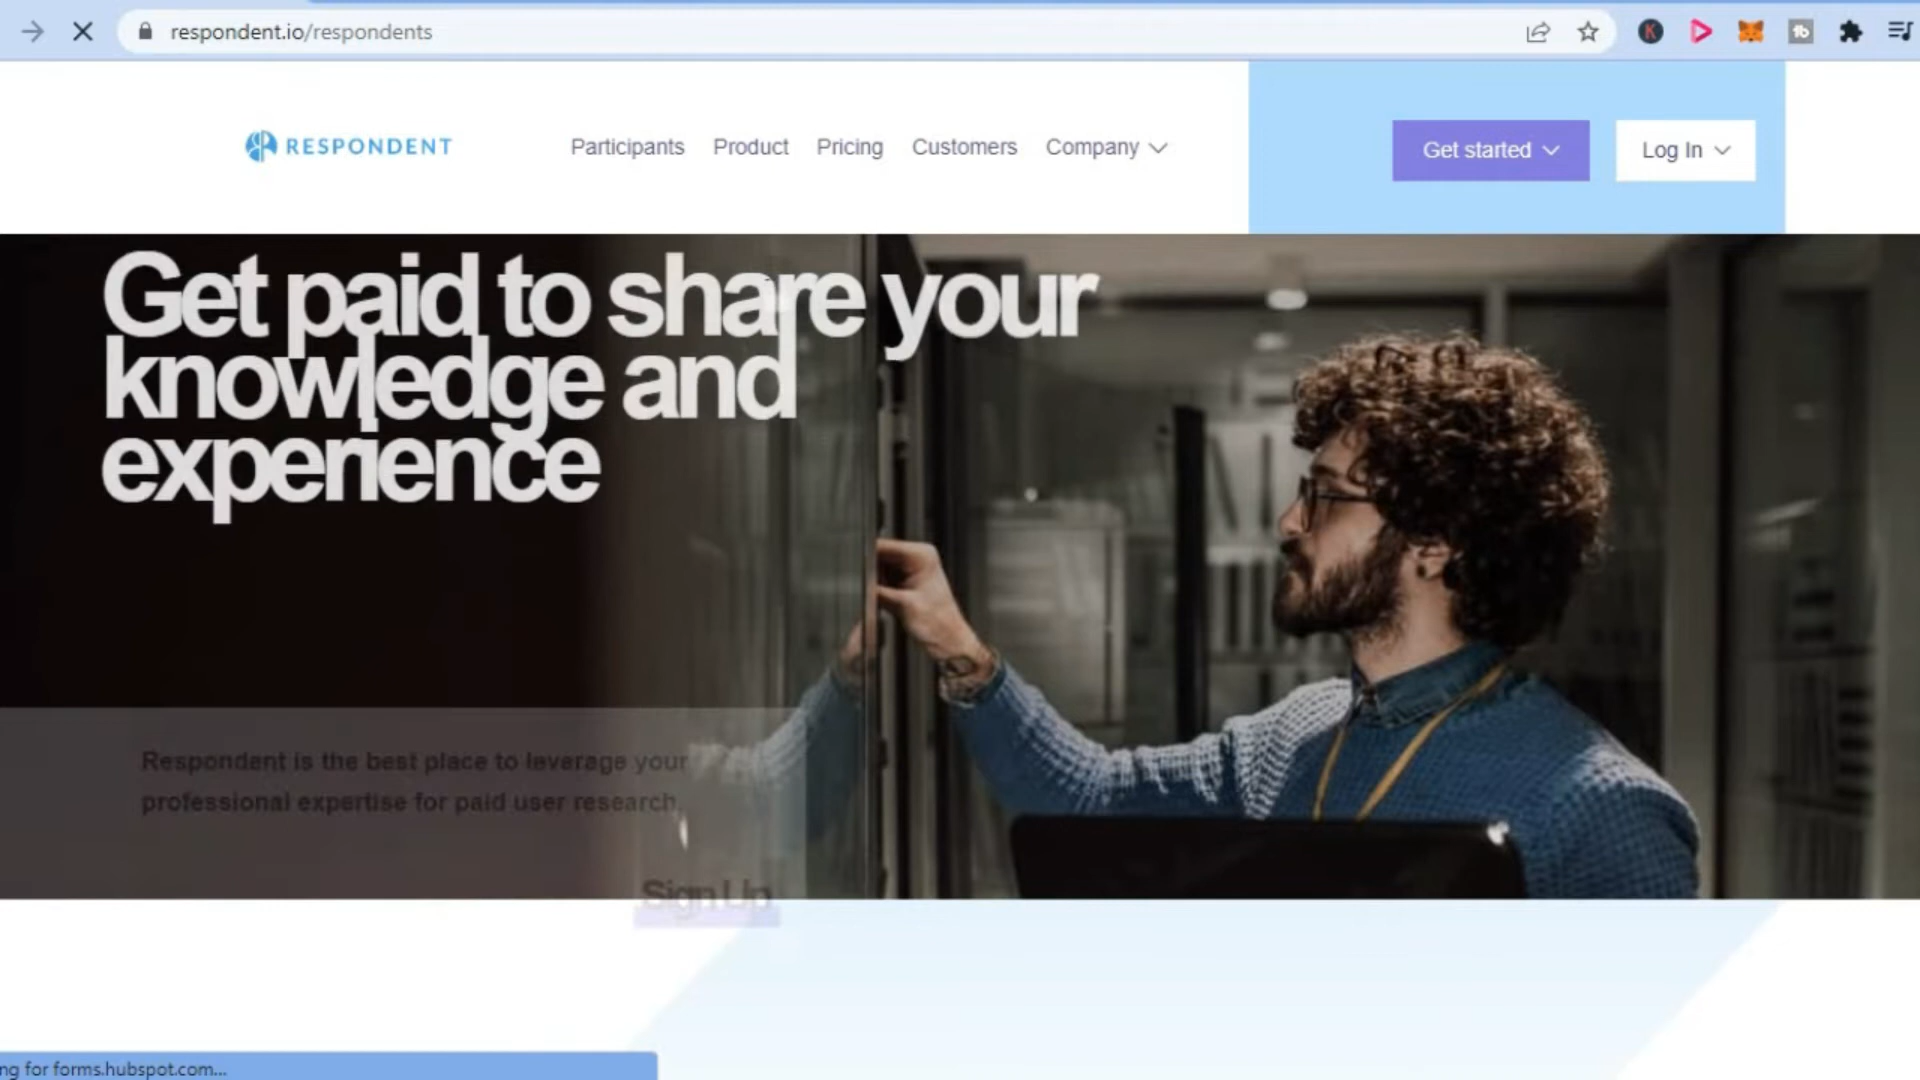 respondent.io/respondents
RESPONDENT
Participants Product Pricing Customers Company
Get started
Log In
Get paid to share your
knowledge and
experience
Respondent is the best place to leverage your
professional expertise for paid user research.
Sign Up
ng for forms.hubspot.com...